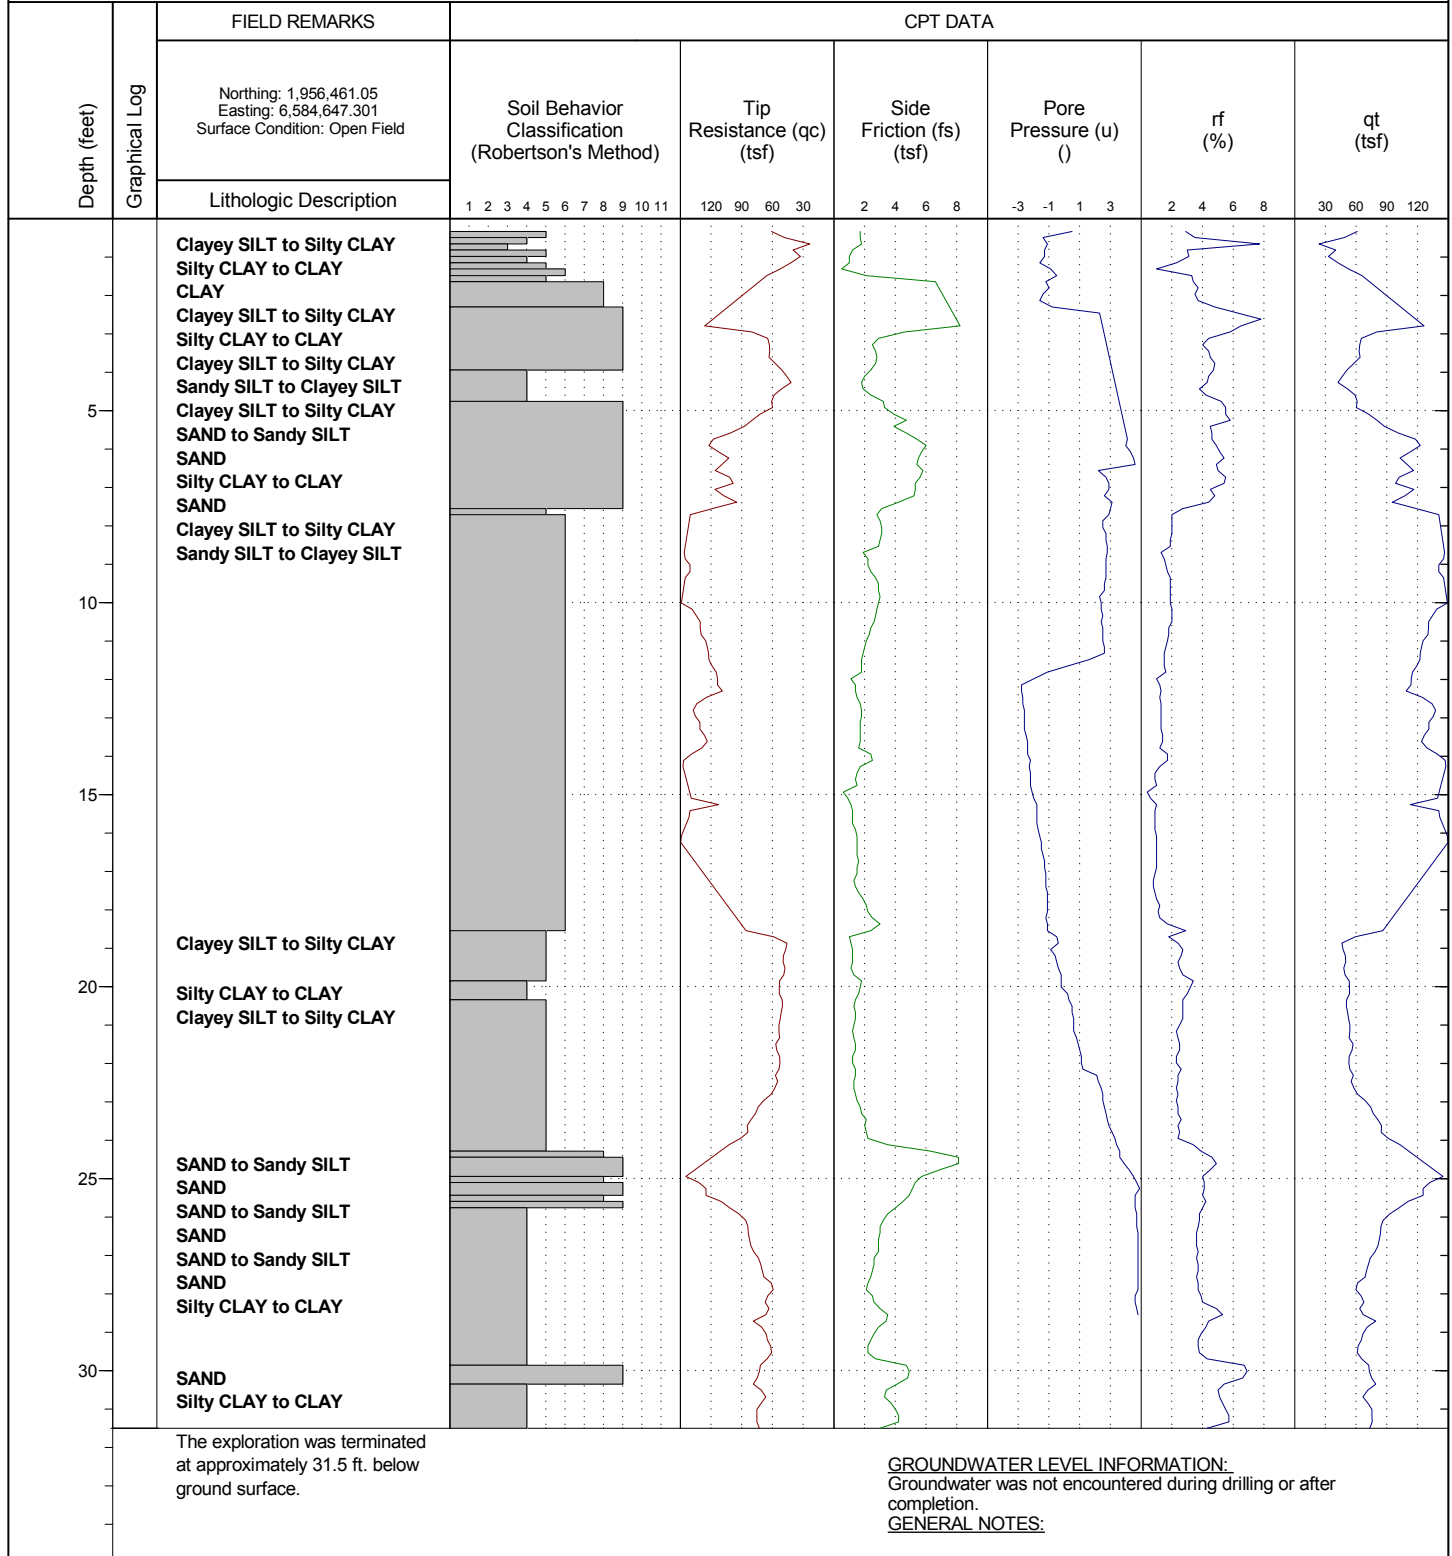 FIELD REMARKS
CPT DATA
Depth (feet)
Graphical Log
Northing: 1,956,461.05
Easting: 6,584,647.301
Surface Condition: Open Field
Lithologic Description
Soil Behavior
Classification
(Robertson's Method)
1 2 3 4 5 6 7 8 9 10 11
Tip
Resistance (qc)
(tsf)
120 90 60 30
Side
Friction (fs)
(tsf)
2 4 6 8
Pore
Pressure (u)
()
-3 -1 1 3
rf
(%)
2 4 6 8
qt
(tsf)
30 60 90 120
Clayey SILT to Silty CLAY
Silty CLAY to CLAY
CLAY
Clayey SILT to Silty CLAY
Silty CLAY to CLAY
Clayey SILT to Silty CLAY
Sandy SILT to Clayey SILT
5
Clayey SILT to Silty CLAY
SAND to Sandy SILT
SAND
Silty CLAY to CLAY
SAND
Clayey SILT to Silty CLAY
Sandy SILT to Clayey SILT
10
15
Clayey SILT to Silty CLAY
20
Silty CLAY to CLAY
Clayey SILT to Silty CLAY
SAND to Sandy SILT
25
SAND
SAND to Sandy SILT
SAND
SAND to Sandy SILT
SAND
Silty CLAY to CLAY
30
SAND
Silty CLAY to CLAY
The exploration was terminated
at approximately 31.5 ft. below
ground surface.
GROUNDWATER LEVEL INFORMATION:
Groundwater was not encountered during drilling or after
completion.
GENERAL NOTES: